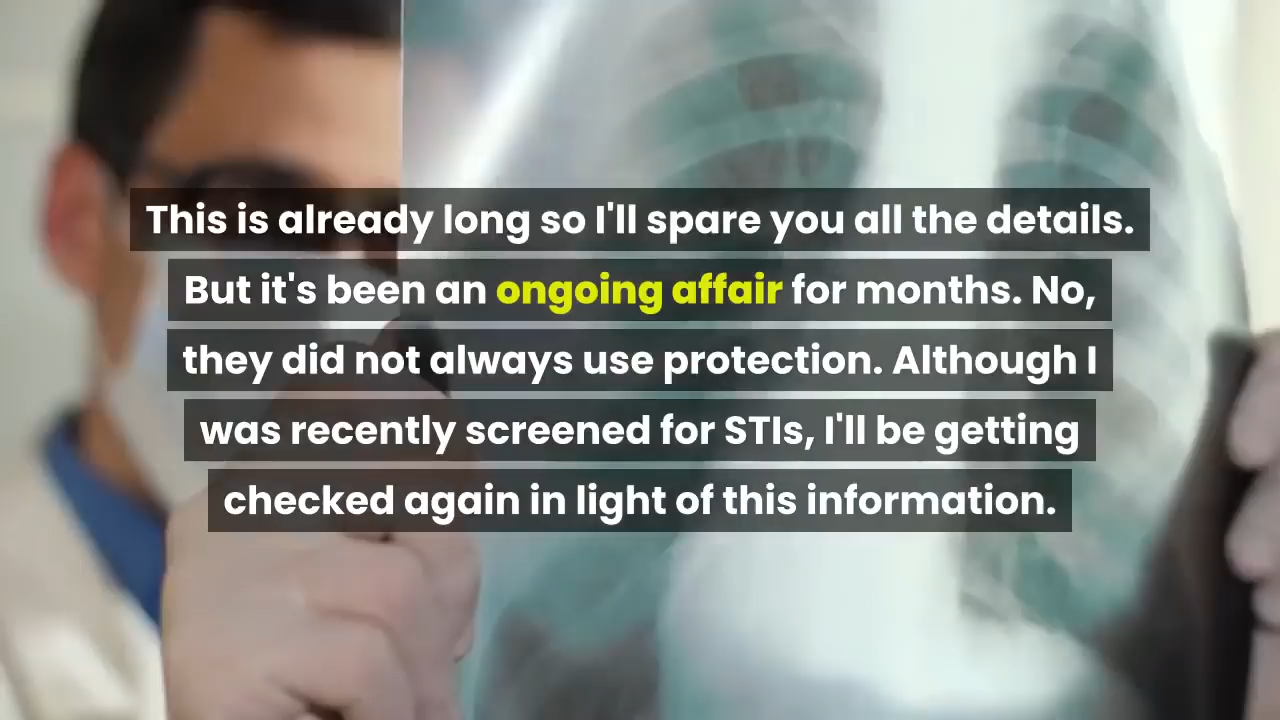 This is already long so I'll spare you all the details.
But it's been an ongoing affair for months. No,
they did not always use protection. Although I
was recently screened for STIs, I'll be getting
checked again in light of this information.